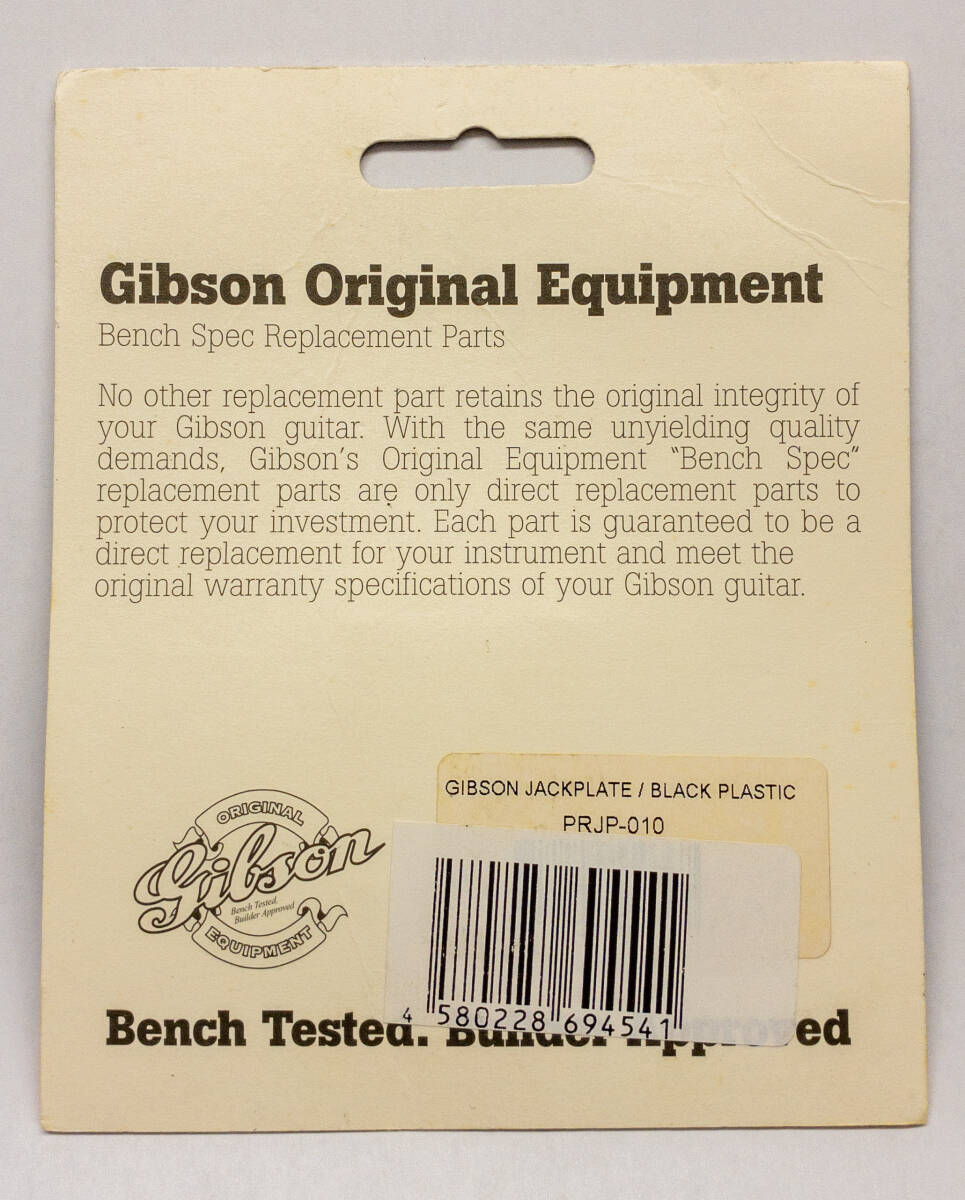 Gibson Original Equipment
Bench Spec Replacement Parts
No other replacement part retains the original integrity of
your Gibson guitar. With the same unyielding quality
demands, Gibson's Original Equipment "Bench Spec"
replacement parts are only direct replacement parts to
protect your investment. Each part is guaranteed to be a
direct replacement for your instrument and meet the
original warranty specifications of your Gibson guitar.
GIBSON JACKPLATE / BLACK PLASTIC
PRJP-010
ORIGINAL
Gibson
Bench Tested,
Builder Approved
EQUIPMENT
4 580228 694541
Bench Tested. Builder Approved